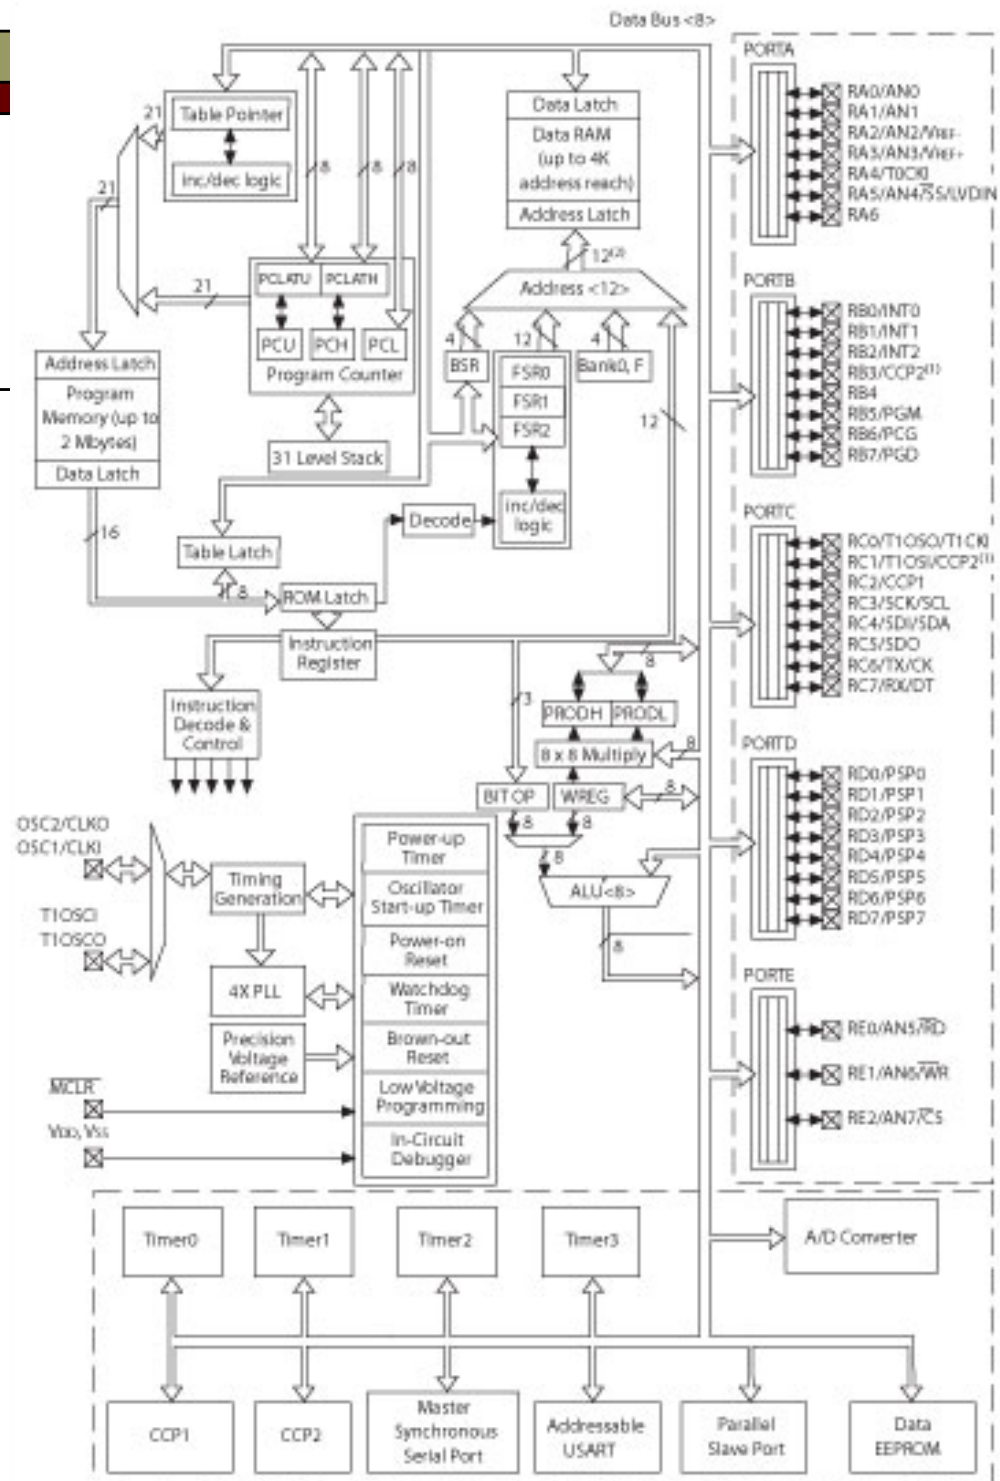 Data Bus <8>
21
Table Pointer
inc/dec logic
21
8
8
8
Data Latch
Data RAM
(up to 4K
address reach)
Address Latch
12(2)
Address <12>
4
12
4
BSR
FSR0
FSR1
FSR2
Bank0, F
12
inc/dec
logic
21
PCLATU
PCLATH
PCU
PCH
PCL
Program Counter
31 Level Stack
Address Latch
Program
Memory (up to
2 Mbytes)
Data Latch
16
Table Latch
8
Decode
ROM Latch
Instruction
Register
Instruction
Decode &
Control
8
3
PRODH
PRODL
8 x 8 Multiply
8
BIT OP
WREG
8
8
8
8
ALU<8>
8
OSC2/CLKO
OSC1/CLKI
T1OSCI
T1OSCO
Timing
Generation
4X PLL
Precision
Voltage
Reference
MCLR
VDD, VSS
Power-up
Timer
Oscillator
Start-up Timer
Power-on
Reset
Watchdog
Timer
Brown-out
Reset
Low Voltage
Programming
In-Circuit
Debugger
PORTA
RA0/AN0
RA1/AN1
RA2/AN2/VREF-
RA3/AN3/VREF+
RA4/T0CKI
RA5/AN4/SS/LVDIN
RA6
PORTB
RB0/INT0
RB1/INT1
RB2/INT2
RB3/CCP2(1)
RB4
RB5/PGM
RB6/PCG
RB7/PGD
PORTC
RC0/T1OSO/T1CKI
RC1/T1OSI/CCP2(1)
RC2/CCP1
RC3/SCK/SCL
RC4/SDI/SDA
RC5/SDO
RC6/TX/CK
RC7/RX/DT
PORTD
RD0/PSP0
RD1/PSP1
RD2/PSP2
RD3/PSP3
RD4/PSP4
RD5/PSP5
RD6/PSP6
RD7/PSP7
PORTE
RE0/AN5/RD
RE1/AN6/WR
RE2/AN7/CS
Timer0
Timer1
Timer2
Timer3
A/D Converter
CCP1
CCP2
Master
Synchronous
Serial Port
Addressable
USART
Parallel
Slave Port
Data
EEPROM